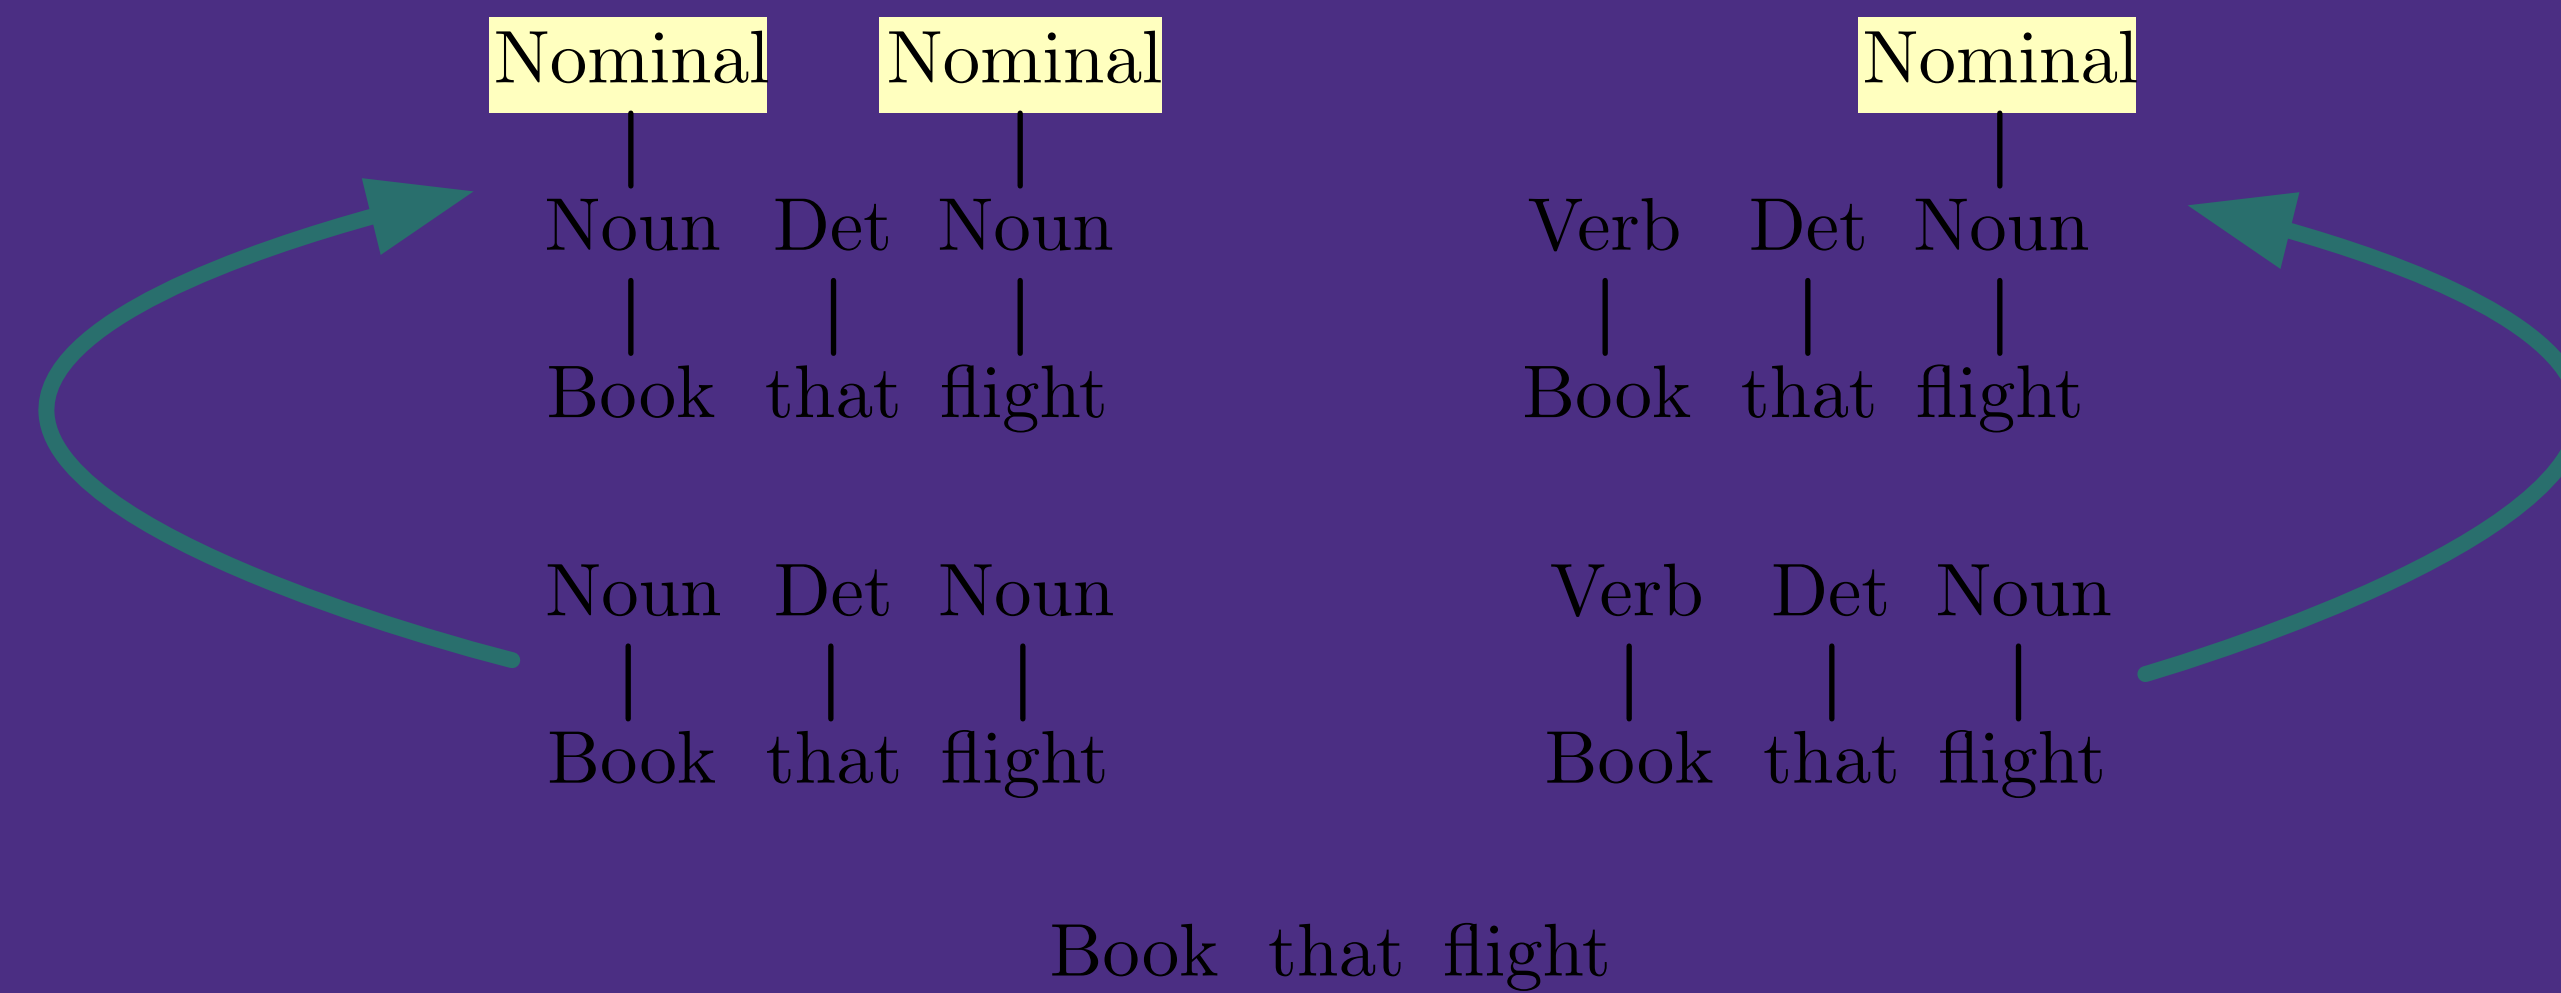 Nominal Nominal Nominal
Noun Det Noun Verb Det Noun
Book that flight Book that flight
Noun Det Noun Verb Det Noun
Book that flight Book that flight
Book that flight